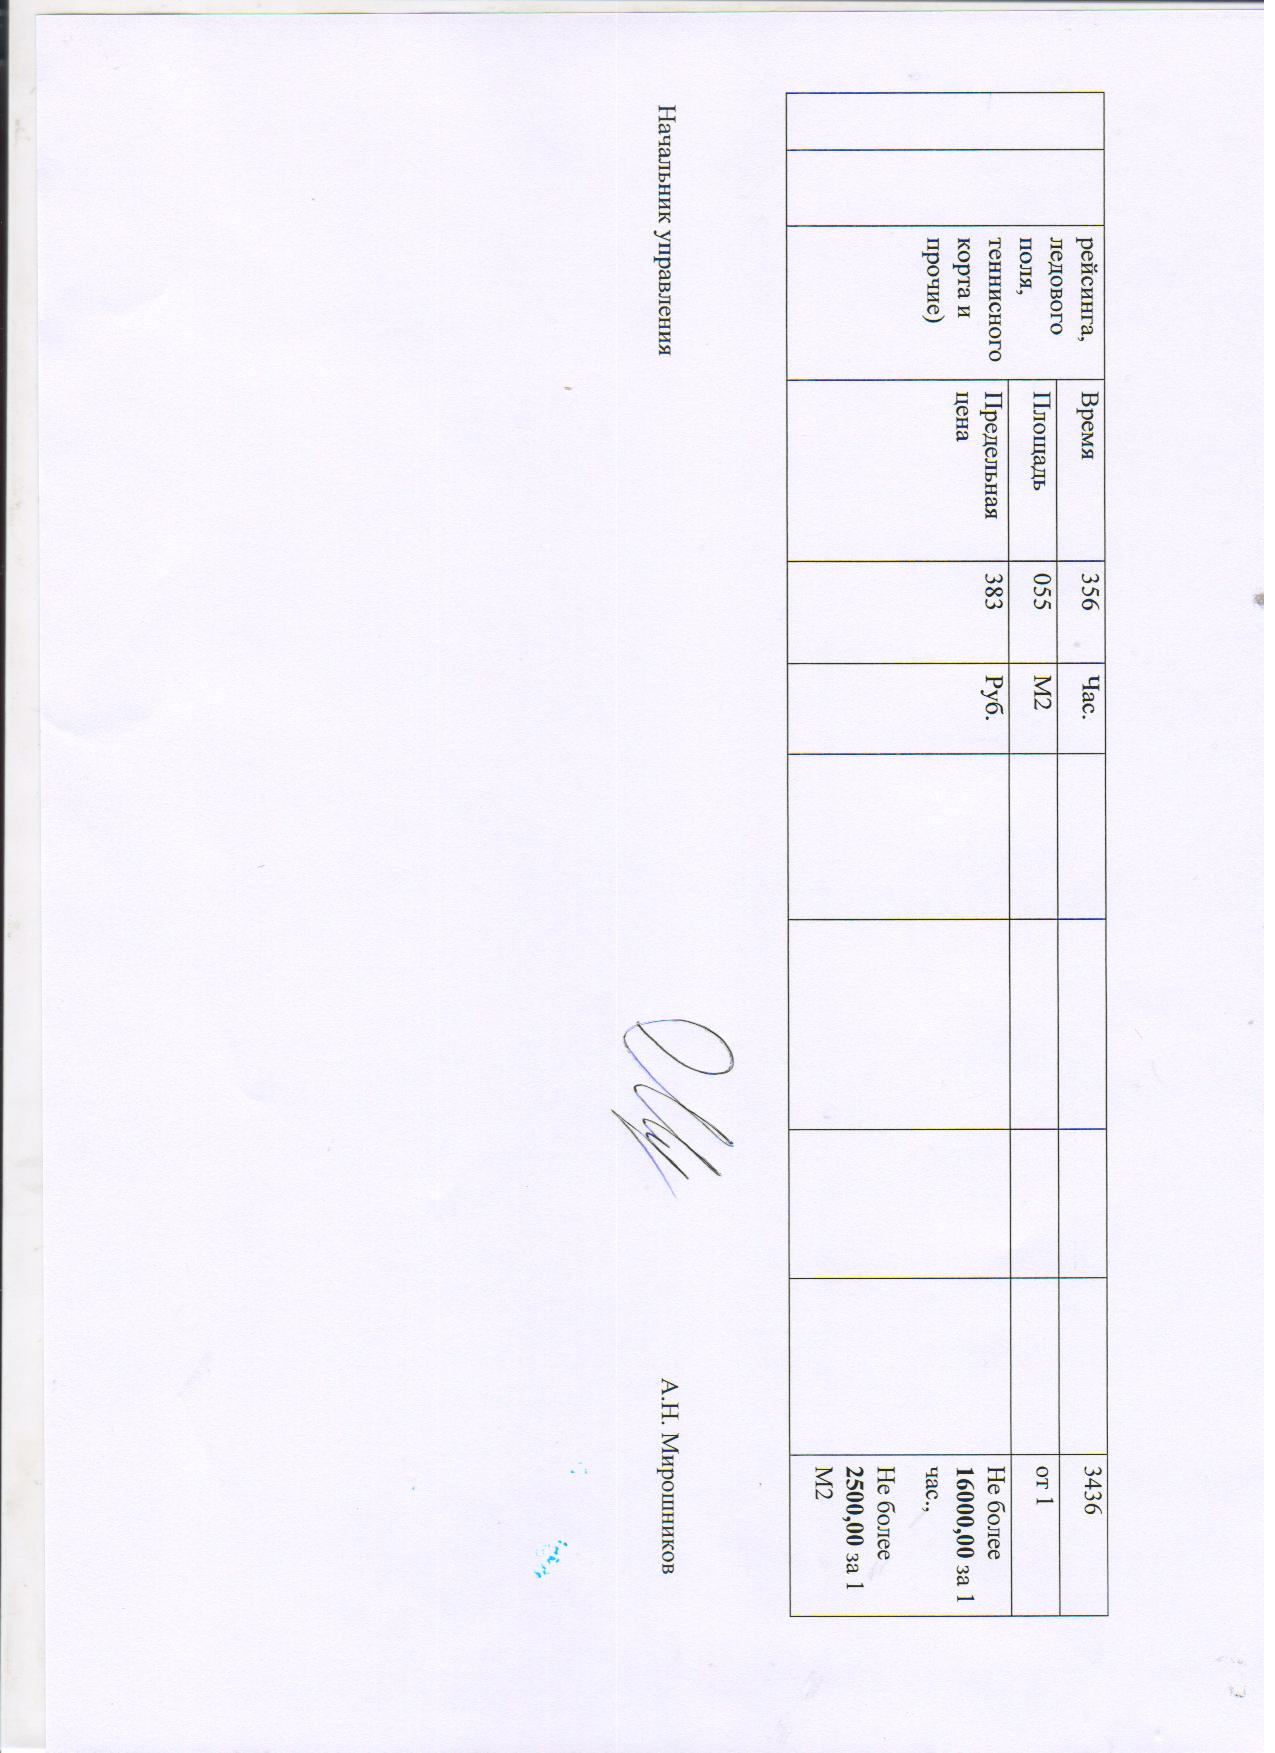 рейсинга,
ледового
поля,
теннисного
корта и
прочие)
Время
356
Час.
3436
Площадь
055
М2
от 1
Предельная
цена
383
Руб.
Не более
16000,00 за 1
час.,
Не более
2500,00 за 1
М2
Начальник управления
А.Н. Мирошников